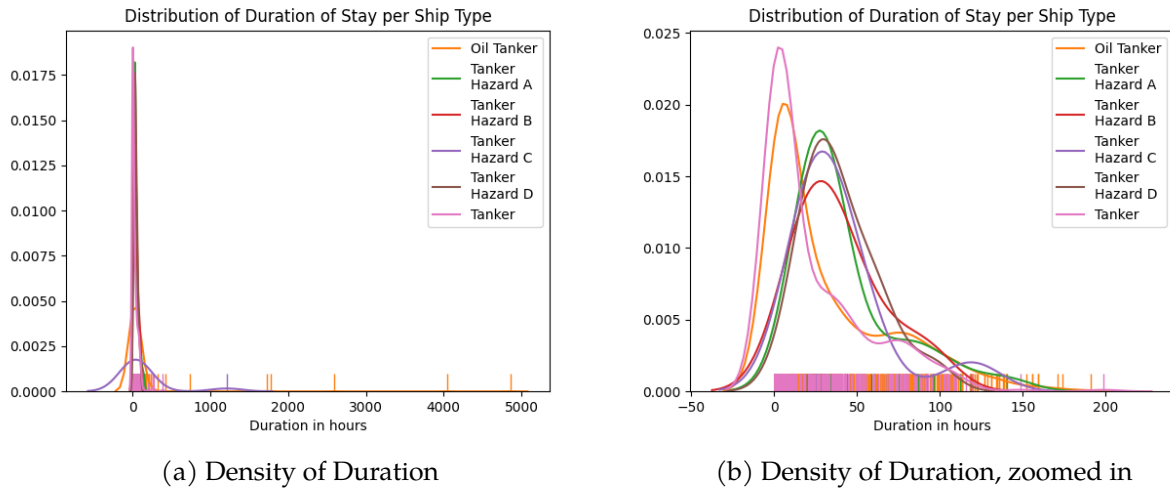 Distribution of Duration of Stay per Ship Type
Oil Tanker
Tanker
Hazard A
Tanker
Hazard B
Tanker
Hazard C
Tanker
Hazard D
Tanker
0.0175
0.0150
0.0125
0.0100
0.0075
0.0050
0.0025
0.0000
0 1000 2000 3000 4000 5000
Duration in hours
(a) Density of Duration
Distribution of Duration of Stay per Ship Type
Oil Tanker
Tanker
Hazard A
Tanker
Hazard B
Tanker
Hazard C
Tanker
Hazard D
Tanker
0.025
0.020
0.015
0.010
0.005
0.000
−50 0 50 100 150 200
Duration in hours
(b) Density of Duration, zoomed in